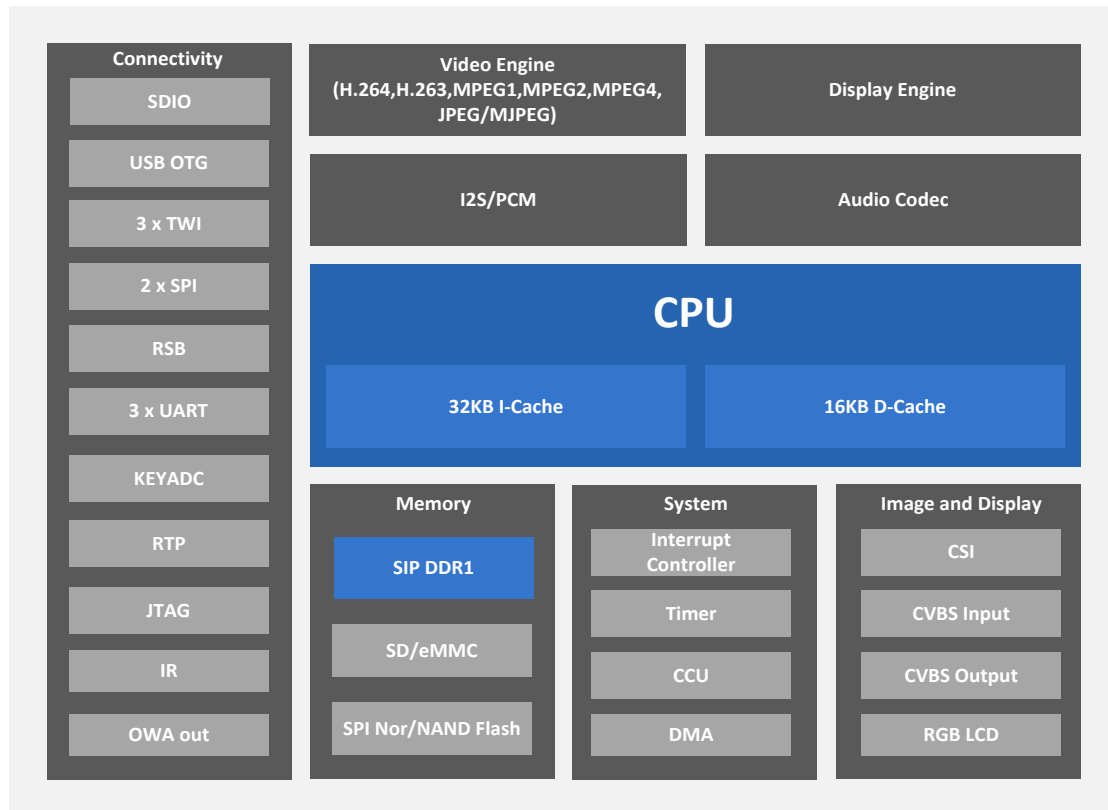 Connectivity
SDIO
USB OTG
3 x TWI
2 x SPI
RSB
3 x UART
KEYADC
RTP
JTAG
IR
OWA out
Video Engine
(H.264,H.263,MPEG1,MPEG2,MPEG4,
JPEG/MJPEG)
Display Engine
I2S/PCM
Audio Codec
CPU
32KB I-Cache
16KB D-Cache
Memory
SIP DDR1
SD/eMMC
SPI Nor/NAND Flash
System
Interrupt
Controller
Timer
CCU
DMA
Image and Display
CSI
CVBS Input
CVBS Output
RGB LCD